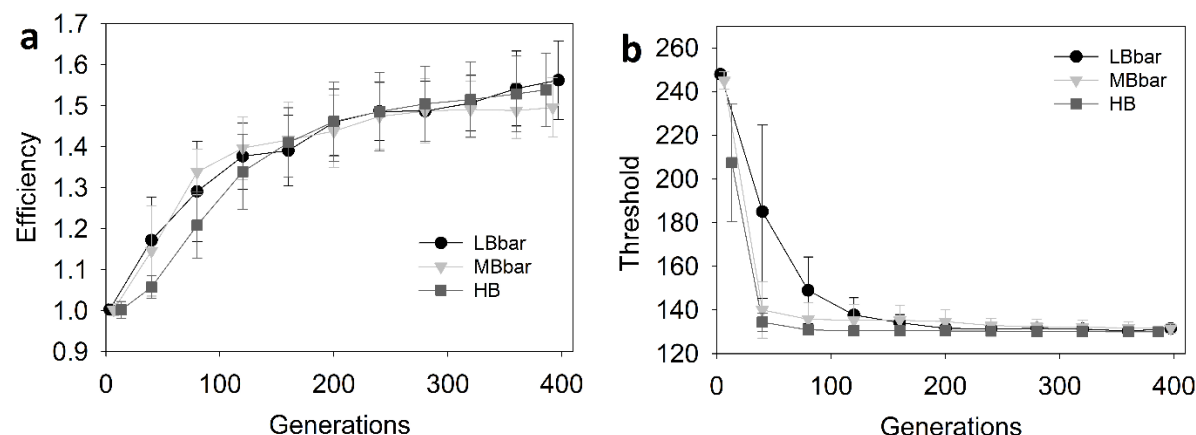 a
1.7
1.6
1.5
1.4
1.3
1.2
1.1
1.0
0.9
Efficiency
0
100
200
300
400
Generations
LBbar
MBbar
HB
b
260
240
220
200
180
160
140
120
Threshold
0
100
200
300
400
Generations
LBbar
MBbar
HB